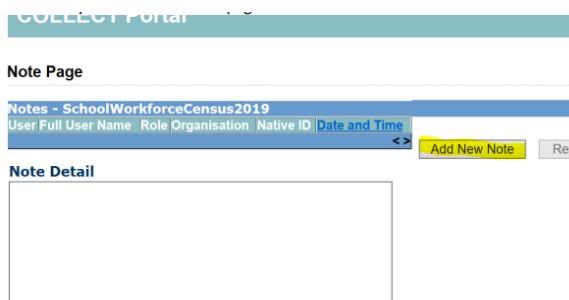 COLLECT Portal
Note Page
Notes - SchoolWorkforceCensus2019
User Full User Name Role Organisation Native ID Date and Time
< >
Add New Note Re
Note Detail